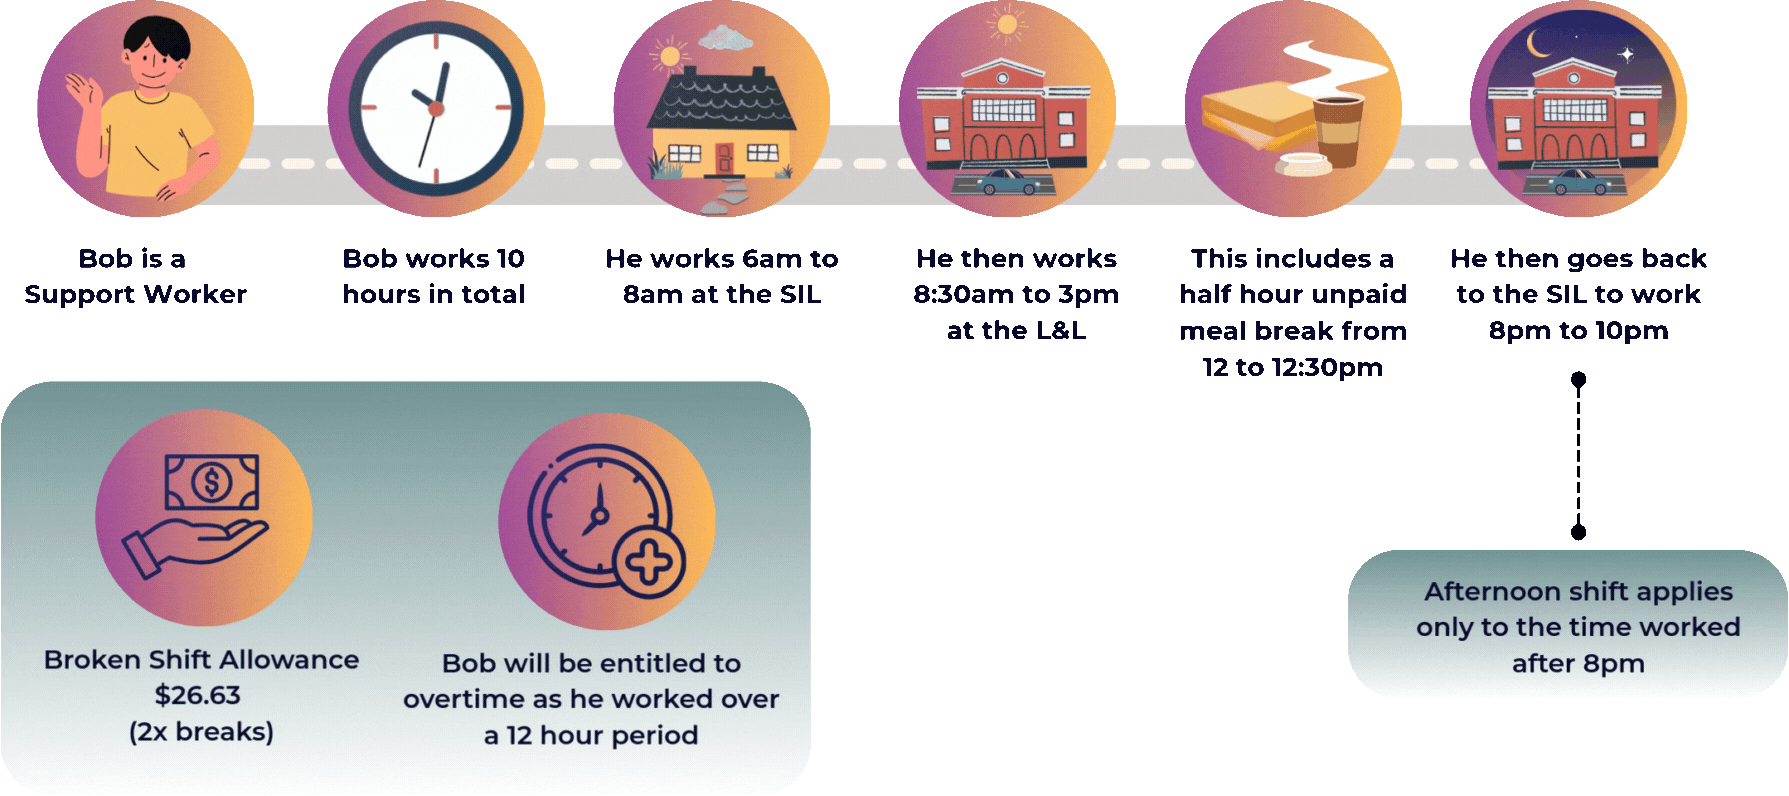 Bob is a
Support Worker
Bob works 10
hours in total
He works 6am to
8am at the SIL
He then works
8:30am to 3pm
at the L&L
This includes a
half hour unpaid
meal break from
12 to 12:30pm
He then goes back
to the SIL to work
8pm to 10pm
$
Broken Shift Allowance
$26.63
(2x breaks)
Bob will be entitled to
overtime as he worked over
a 12 hour period
Afternoon shift applies
only to the time worked
after 8pm